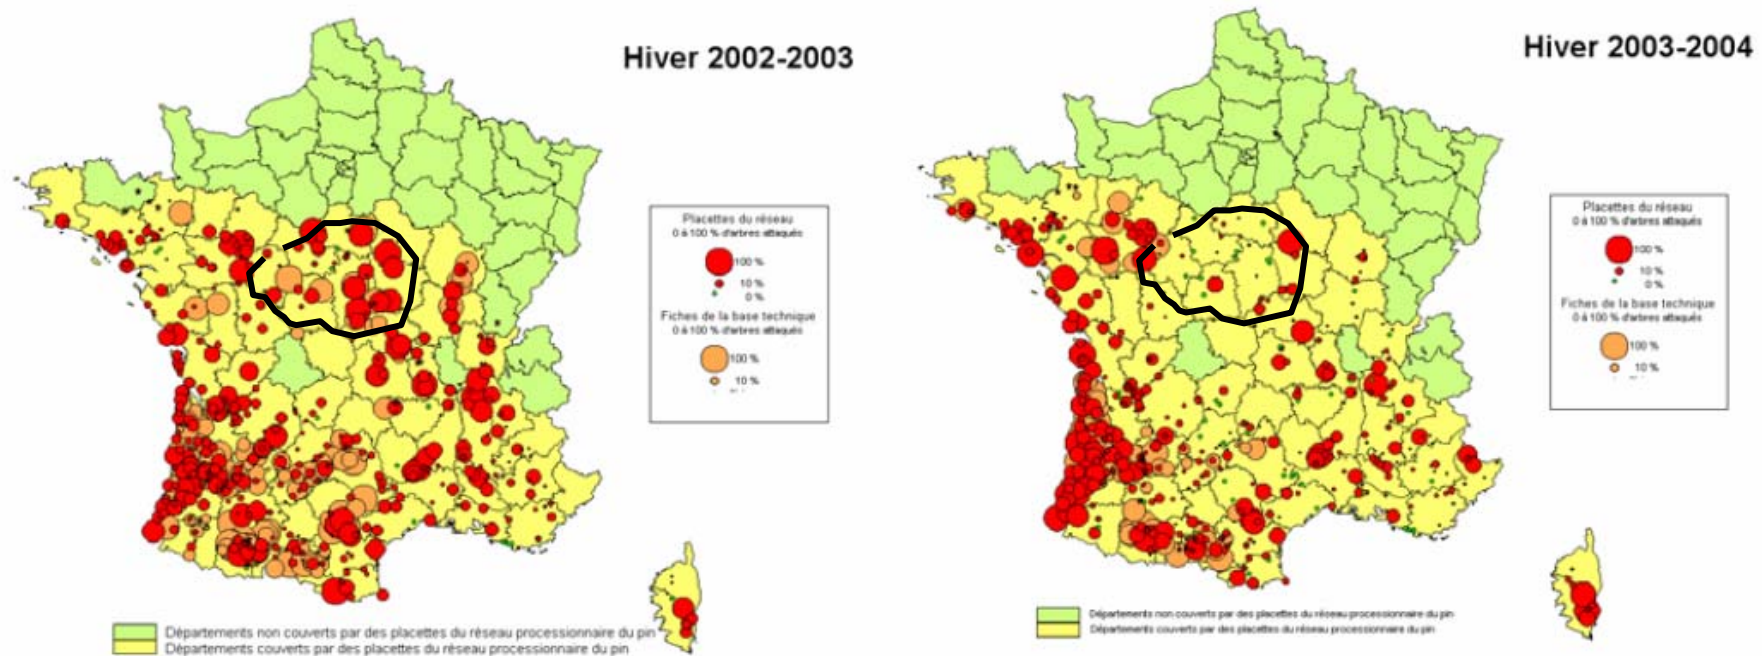 Hiver 2002-2003
Placettes du réseau
0 à 100 % d'arbres attaqués
100 %
10 %
0 %
Fiches de la base technique
0 à 100 % d'arbres attaqués
100 %
10 %
Départements non couverts par des placettes du réseau processionnaire du pin
Départements couverts par des placettes du réseau processionnaire du pin
Hiver 2003-2004
Placettes du réseau
0 à 100 % d'arbres attaqués
100 %
10 %
0 %
Fiches de la base technique
0 à 100 % d'arbres attaqués
100 %
10 %
Départements non couverts par des placettes du réseau processionnaire du pin
Départements couverts par des placettes du réseau processionnaire du pin